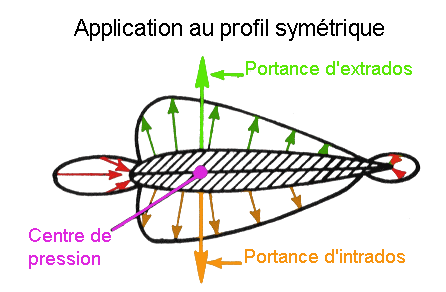 Application au profil symétrique
Portance d'extrados
Centre de
pression
Portance d'intrados